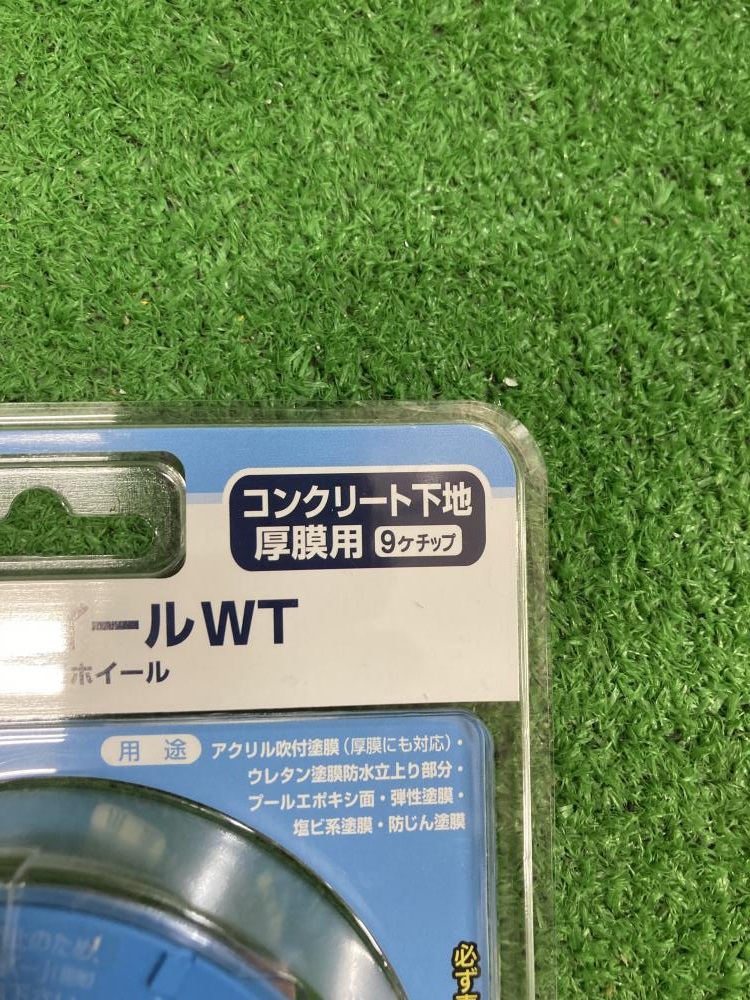 コンクリート下地
厚膜用 9ケチップ
ールWT
ホイール
用途 アクリル吹付塗膜(厚膜にも対応)・
ウレタン塗膜防水立上り部分・
プールエポキシ面・弾性塗膜・
塩ビ系塗膜・防じん塗膜
のため
必ず